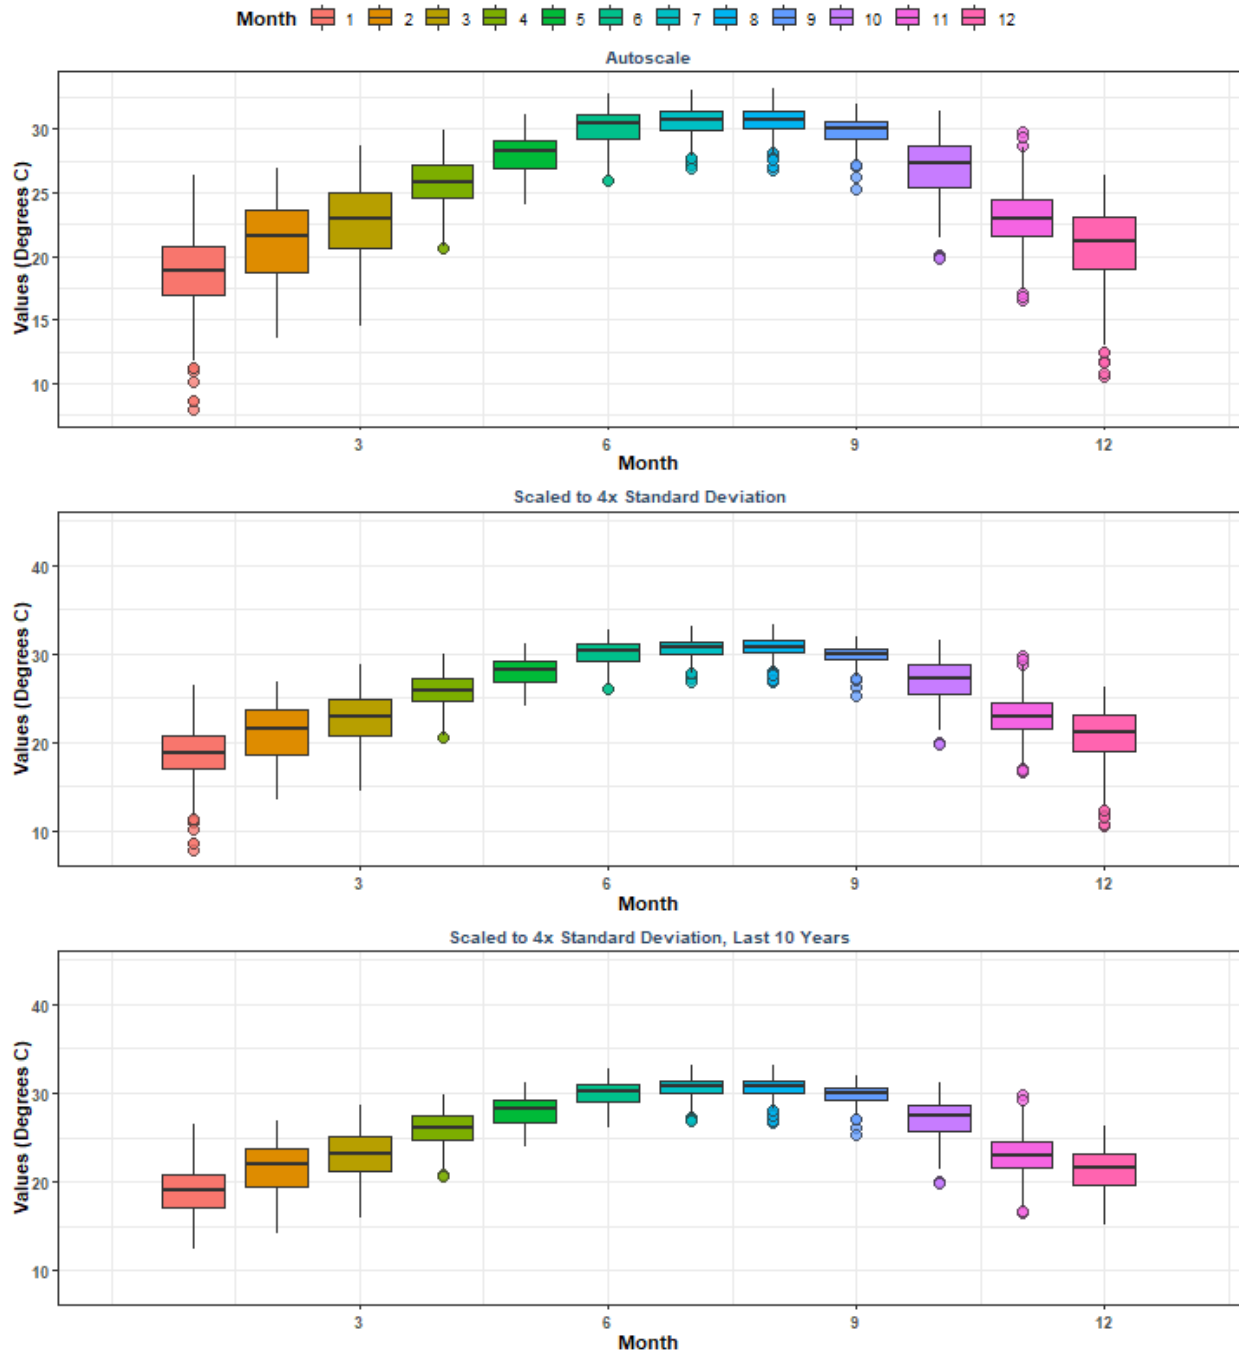 Month 1 2 3 4 5 6 7 8 9 10 11 12
Autoscale
Values (Degrees C)
30
25
20
15
10
3 6 9 12
Month
Scaled to 4x Standard Deviation
Values (Degrees C)
40
30
20
10
3 6 9 12
Month
Scaled to 4x Standard Deviation, Last 10 Years
Values (Degrees C)
40
30
20
10
3 6 9 12
Month